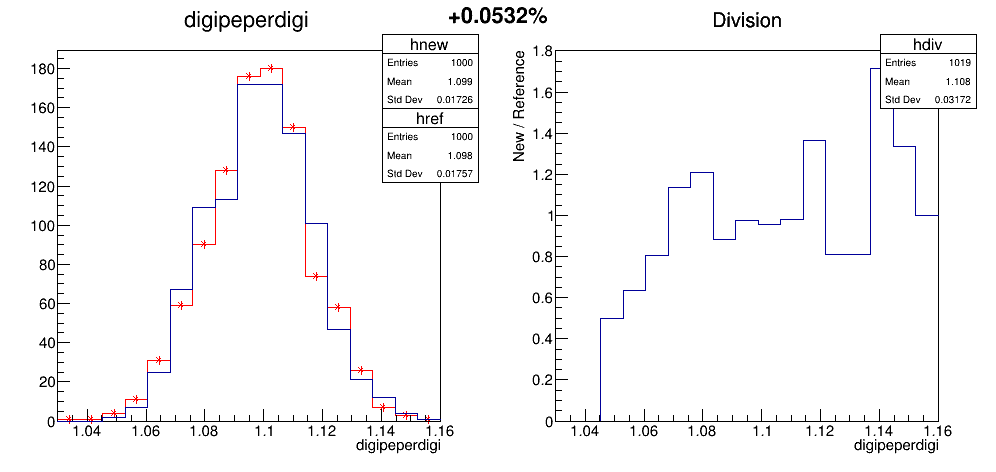 digipeperdigi
+0.0532%
Division
hnew
Entries 1000
Mean 1.099
Std Dev 0.01726
href
Entries 1000
Mean 1.098
Std Dev 0.01757
180
160
140
120
100
80
60
40
20
0
1.04 1.06 1.08 1.1 1.12 1.14 1.16
digipeperdigi
hdiv
Entries 1019
Mean 1.108
Std Dev 0.03172
New / Reference
1.8
1.6
1.4
1.2
1
0.8
0.6
0.4
0.2
0
1.04 1.06 1.08 1.1 1.12 1.14 1.16
digipeperdigi